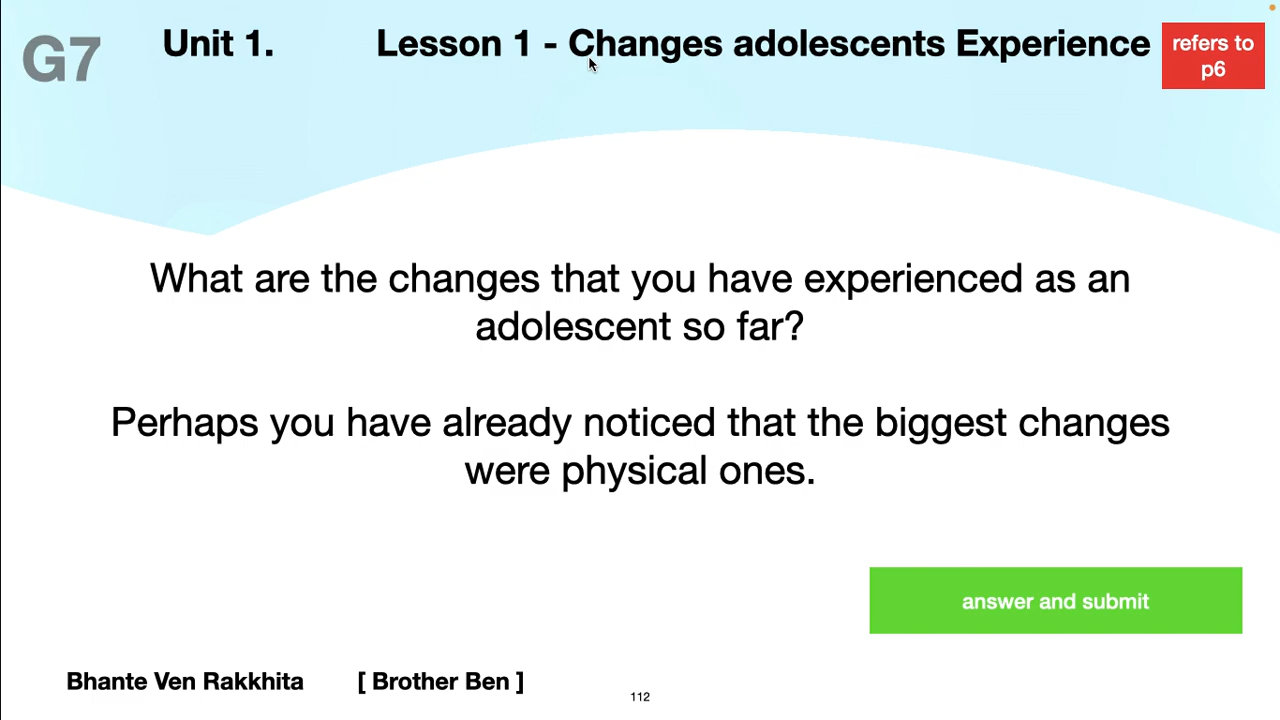 G7
Unit 1.
Lesson 1 - Changes adolescents Experience
refers to
p6
What are the changes that you have experienced as an
adolescent so far?
Perhaps you have already noticed that the biggest changes
were physical ones.
answer and submit
Bhante Ven Rakkhita
[ Brother Ben ]
112